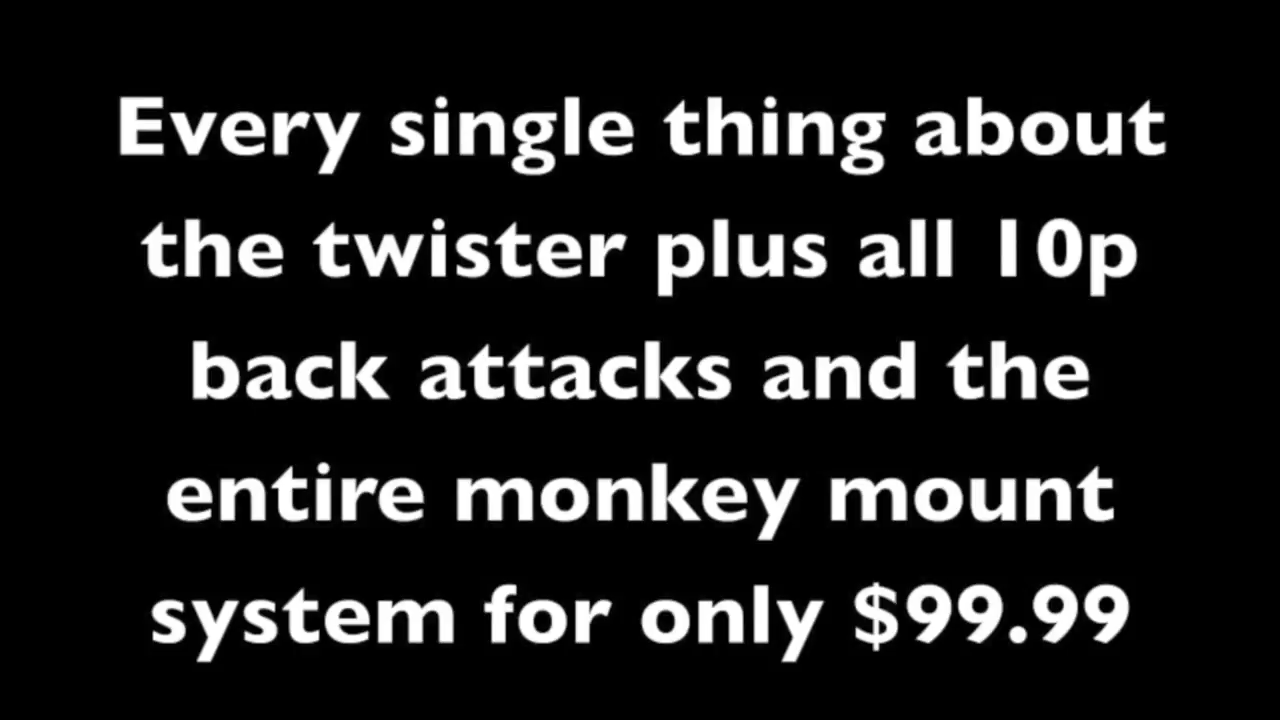 Every single thing about
the twister plus all 10p
back attacks and the
entire monkey mount
system for only $99.99